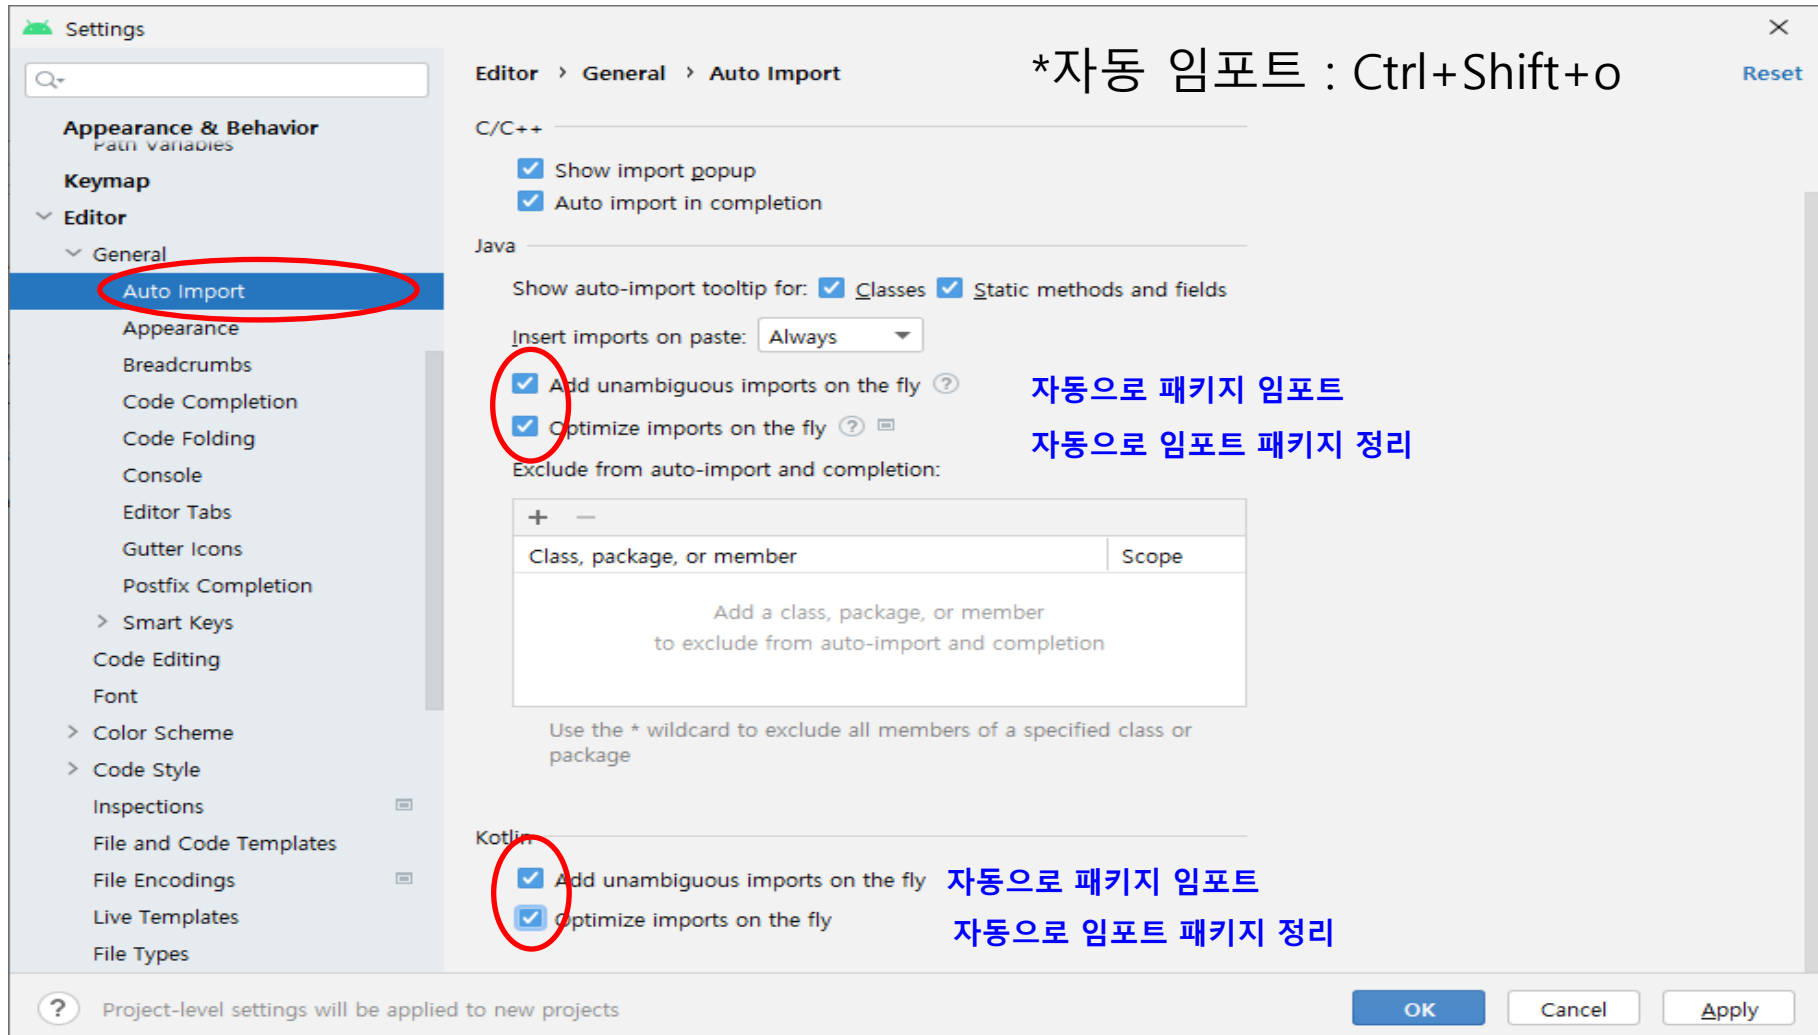 Settings
Editor > General > Auto Import
*자동 임포트 : Ctrl+Shift+o
Reset
Appearance & Behavior
Path Variables
Keymap
Editor
General
Auto Import
Appearance
Breadcrumbs
Code Completion
Code Folding
Console
Editor Tabs
Gutter Icons
Postfix Completion
Smart Keys
Code Editing
Font
Color Scheme
Code Style
Inspections
File and Code Templates
File Encodings
Live Templates
File Types
C/C++
Show import popup
Auto import in completion
Java
Show auto-import tooltip for: Classes Static methods and fields
Insert imports on paste: Always
Add unambiguous imports on the fly ? 자동으로 패키지 임포트
Optimize imports on the fly ? 자동으로 임포트 패키지 정리
Exclude from auto-import and completion:
+ −
Class, package, or member Scope
Add a class, package, or member
to exclude from auto-import and completion
Use the * wildcard to exclude all members of a specified class or
package
Kotlin
Add unambiguous imports on the fly 자동으로 패키지 임포트
Optimize imports on the fly 자동으로 임포트 패키지 정리
? Project-level settings will be applied to new projects
OK Cancel Apply